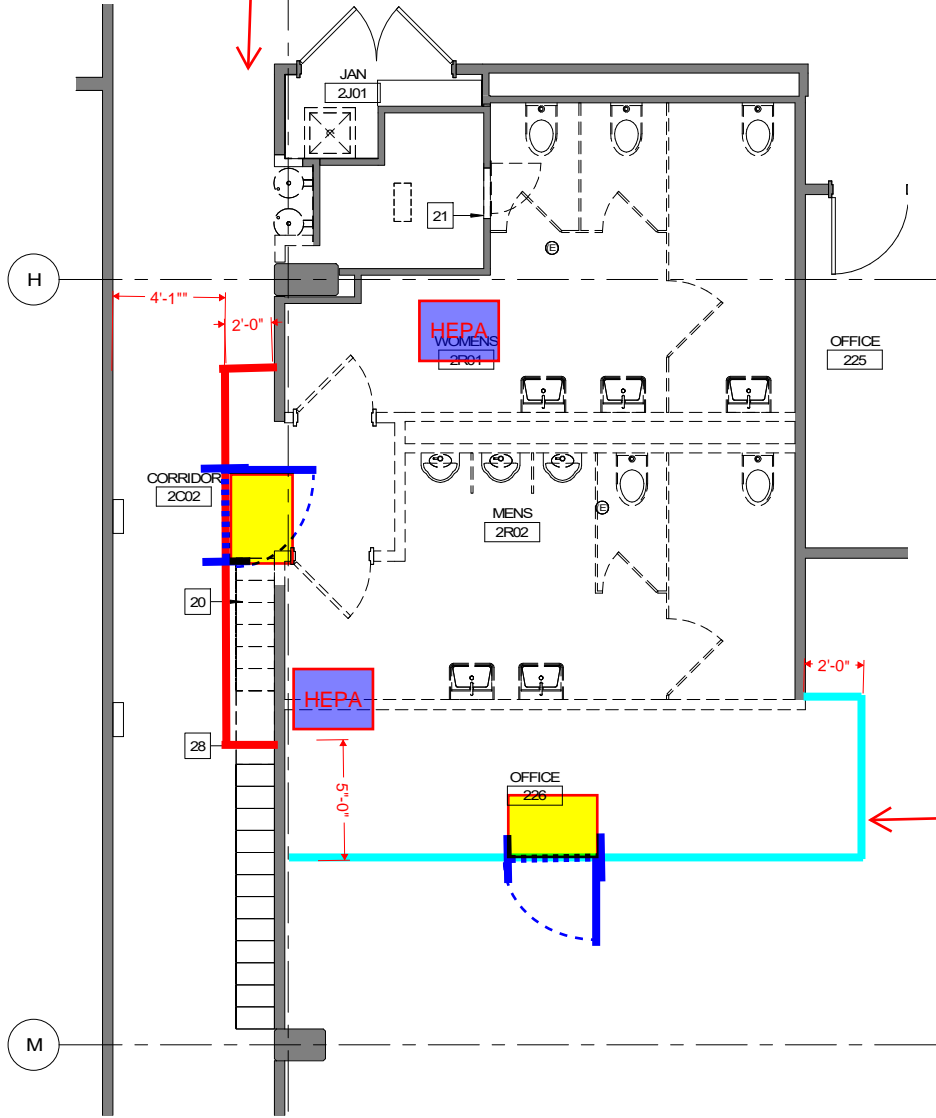 JAN
2J01
21
E
H
4'-1""
2'-0"
HEPA
WOMENS
2R01
OFFICE
225
CORRIDOR
2C02
MENS
2R02
E
20
2'-0"
HEPA
28
5'-0"
OFFICE
226
M